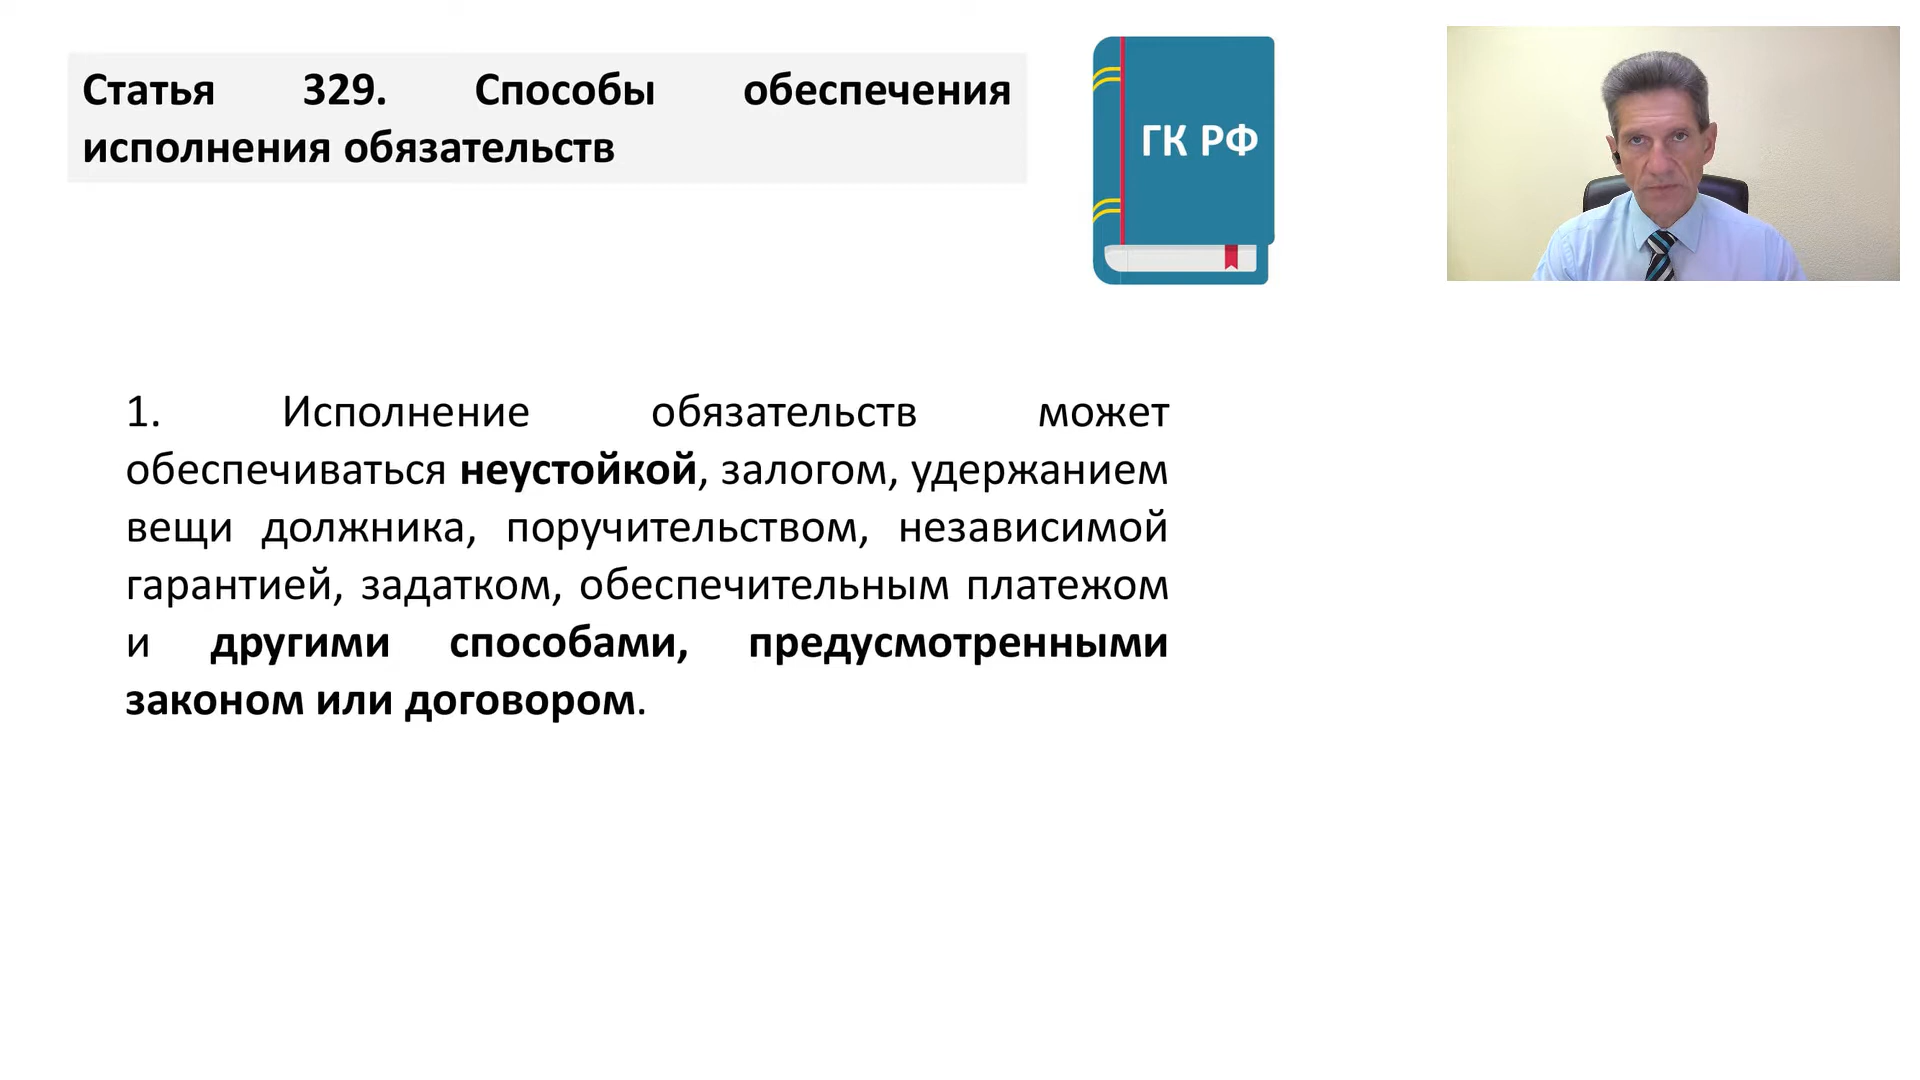 Статья 329. Способы обеспечения
исполнения обязательств
ГК РФ
1. Исполнение обязательств может
обеспечиваться неустойкой, залогом, удержанием
вещи должника, поручительством, независимой
гарантией, задатком, обеспечительным платежом
и другими способами, предусмотренными
законом или договором.